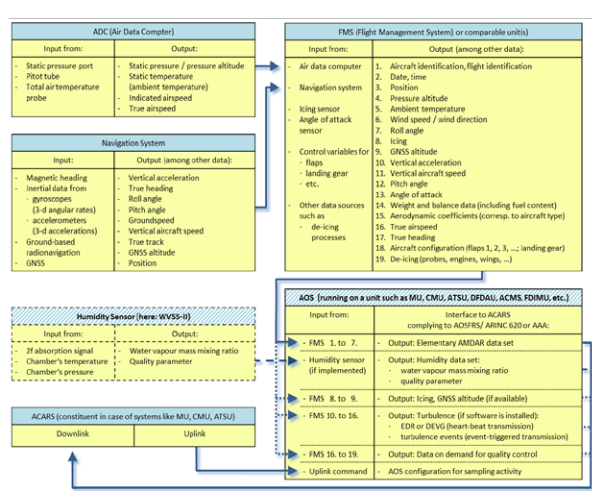 ADC (Air Data Compter)
Input from:
Output:
- Static pressure port
- Pitot tube
- Total air temperature
probe
- Static pressure / pressure altitude
- Static temperature
(ambient temperature)
- Indicated airspeed
- True airspeed
Navigation System
Input:
Output (among other data):
- Magnetic heading
- Inertial data from
· gyroscopes
(3-d angular rates)
· accelerometers
(3-d accelerations)
- Ground-based
radionavigation
- GNSS
- Vertical acceleration
- True heading
- Roll angle
- Pitch angle
- Groundspeed
- Vertical aircraft speed
- True track
- GNSS altitude
- Position
FMS (Flight Management System) or comparable unit(s)
Input from:
Output (among other data):
- Air data computer
- Navigation system
- Icing sensor
- Angle of attack
sensor
- Control variables for
· flaps
· landing gear
· etc.
- Other data sources
such as
- de-icing
processes
1. Aircraft identification, flight identification
2. Date, time
3. Position
4. Pressure altitude
5. Ambient temperature
6. Wind speed / wind direction
7. Roll angle
8. Icing
9. GNSS altitude
10. Vertical acceleration
11. Vertical aircraft speed
12. Pitch angle
13. Angle of attack
14. Weight and balance data (including fuel content)
15. Aerodynamic coefficients (corresp. to aircraft type)
16. True airspeed
17. True heading
18. Aircraft configuration (flaps 1, 2, 3, ...; landing gear)
19. De-icing (probes, engines, wings, ...)
Humidity Sensor (here: WVSS-II)
Input from:
Output:
- 2f absorption signal
- Chamber's temperature
- Chamber's pressure
- Water vapour mass mixing ratio
- Quality parameter
ACARS (constituent in case of systems like MU, CMU, ATSU)
Downlink
Uplink
AOS (running on a unit such as MU, CMU, ATSU, DFDAU, ACMS, FDIMU, etc.)
Input from:
Interface to ACARS
complying to AOSFRS/ ARINC 620 or AAA:
- FMS 1. to 7.
- Output: Elementary AMDAR data set
- Humidity sensor
(if implemented)
- Output: Humidity data set:
- water vapour mass mixing ratio
- quality parameter
- FMS 8. to 9.
- Output: Icing, GNSS altitude (if available)
- FMS 10. to 16.
- Output: Turbulence (if software is installed):
- EDR or DEVG (heart-beat transmission)
- turbulence events (event-triggered transmission)
- FMS 16. to 19.
- Output: Data on demand for quality control
- Uplink command
- AOS configuration for sampling activity